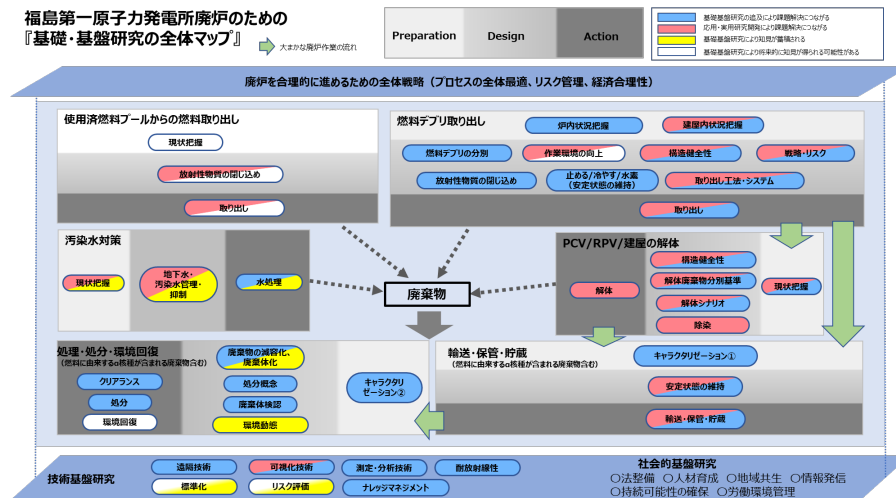 福島第一原子力発電所廃炉のための
『基礎・基盤研究の全体マップ』
大まかな廃炉作業の流れ
Preparation
Design
Action
基礎基盤研究の追及により課題解決につながる
応用・実用研究開発により課題解決につながる
基礎基盤研究により知見が蓄積される
基礎基盤研究により将来的に知見が得られる可能性がある
廃炉を合理的に進めるための全体戦略（プロセスの全体最適、リスク管理、経済合理性）
使用済燃料プールからの燃料取り出し
現状把握
放射性物質の閉じ込め
取り出し
燃料デブリ取り出し
炉内状況把握
建屋内状況把握
燃料デブリの分別
作業環境の向上
構造健全性
戦略・リスク
放射性物質の閉じ込め
止める/冷やす/水素
（安定状態の維持）
取り出し工法・システム
取り出し
汚染水対策
現状把握
地下水・
汚染水管理・
抑制
水処理
廃棄物
PCV/RPV/建屋の解体
解体
構造健全性
解体廃棄物分別基準
解体シナリオ
除染
現状把握
処理・処分・環境回復
（燃料に由来するα核種が含まれる廃棄物含む）
クリアランス
処分
環境回復
廃棄物の減容化、
廃棄体化
処分概念
廃棄体検認
環境動態
キャラクタリ
ゼーション②
輸送・保管・貯蔵
（燃料に由来するα核種が含まれる廃棄物含む）
キャラクタリゼーション①
安定状態の維持
輸送・保管・貯蔵
技術基盤研究
遠隔技術
可視化技術
測定・分析技術
耐放射線性
標準化
リスク評価
ナレッジマネジメント
社会的基盤研究
〇法整備　〇人材育成　〇地域共生　〇情報発信
〇持続可能性の確保　〇労働環境管理